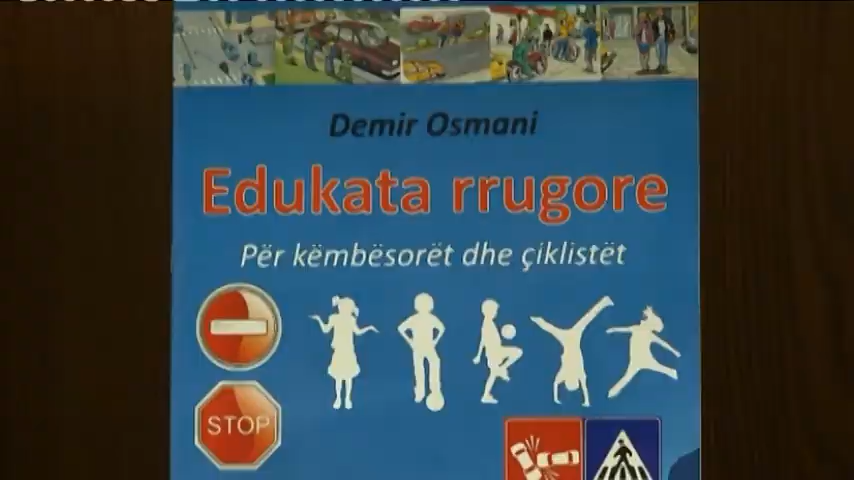 Demir Osmani
Edukata rrugore
Për këmbësorët dhe çiklistët
STOP